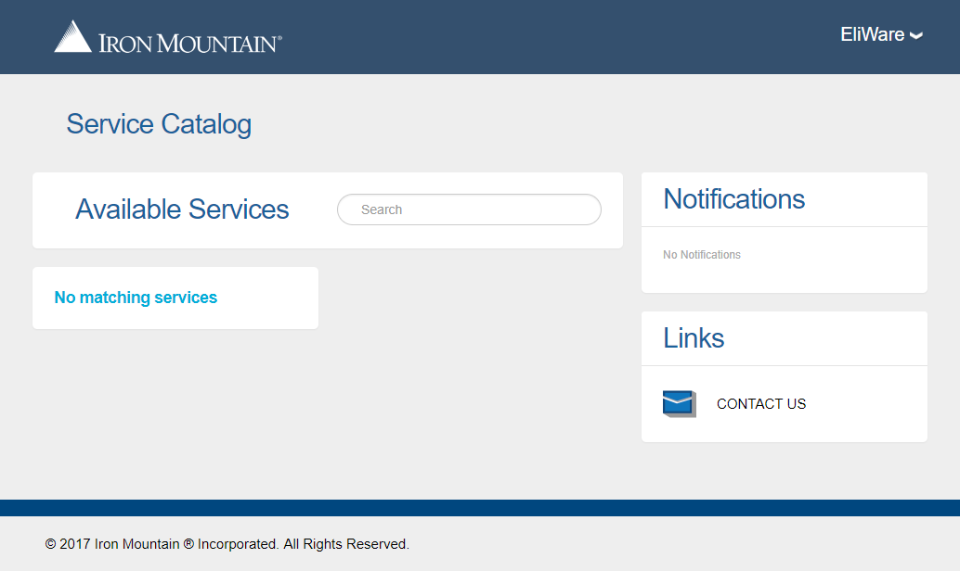 IRON MOUNTAIN®
EliWare
Service Catalog
Available Services
Search
No matching services
Notifications
No Notifications
Links
CONTACT US
© 2017 Iron Mountain ® Incorporated. All Rights Reserved.